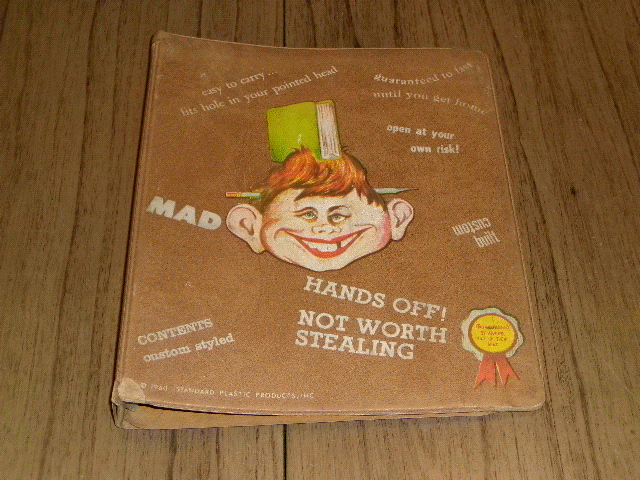 easy to carry...
fits hole in your pointed head
guaranteed to last
until you get home
open at your
own risk!
MAD
custom
built
HANDS OFF!
NOT WORTH
STEALING
CONTENTS
custom styled
© 1960 STANDARD PLASTIC PRODUCTS, INC